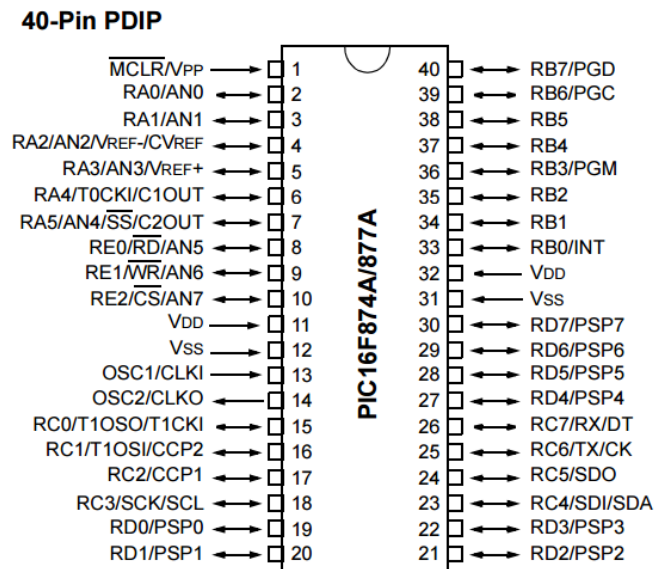 40-Pin PDIP
MCLR/VPP 1 40 RB7/PGD
RA0/AN0 2 39 RB6/PGC
RA1/AN1 3 38 RB5
RA2/AN2/VREF-/CVREF 4 37 RB4
RA3/AN3/VREF+ 5 36 RB3/PGM
RA4/T0CKI/C1OUT 6 35 RB2
RA5/AN4/SS/C2OUT 7 34 RB1
RE0/RD/AN5 8 33 RB0/INT
RE1/WR/AN6 9 32 VDD
RE2/CS/AN7 10 31 VSS
VDD 11 30 RD7/PSP7
VSS 12 29 RD6/PSP6
OSC1/CLKI 13 28 RD5/PSP5
OSC2/CLKO 14 27 RD4/PSP4
RC0/T1OSO/T1CKI 15 26 RC7/RX/DT
RC1/T1OSI/CCP2 16 25 RC6/TX/CK
RC2/CCP1 17 24 RC5/SDO
RC3/SCK/SCL 18 23 RC4/SDI/SDA
RD0/PSP0 19 22 RD3/PSP3
RD1/PSP1 20 21 RD2/PSP2
PIC16F874A/877A